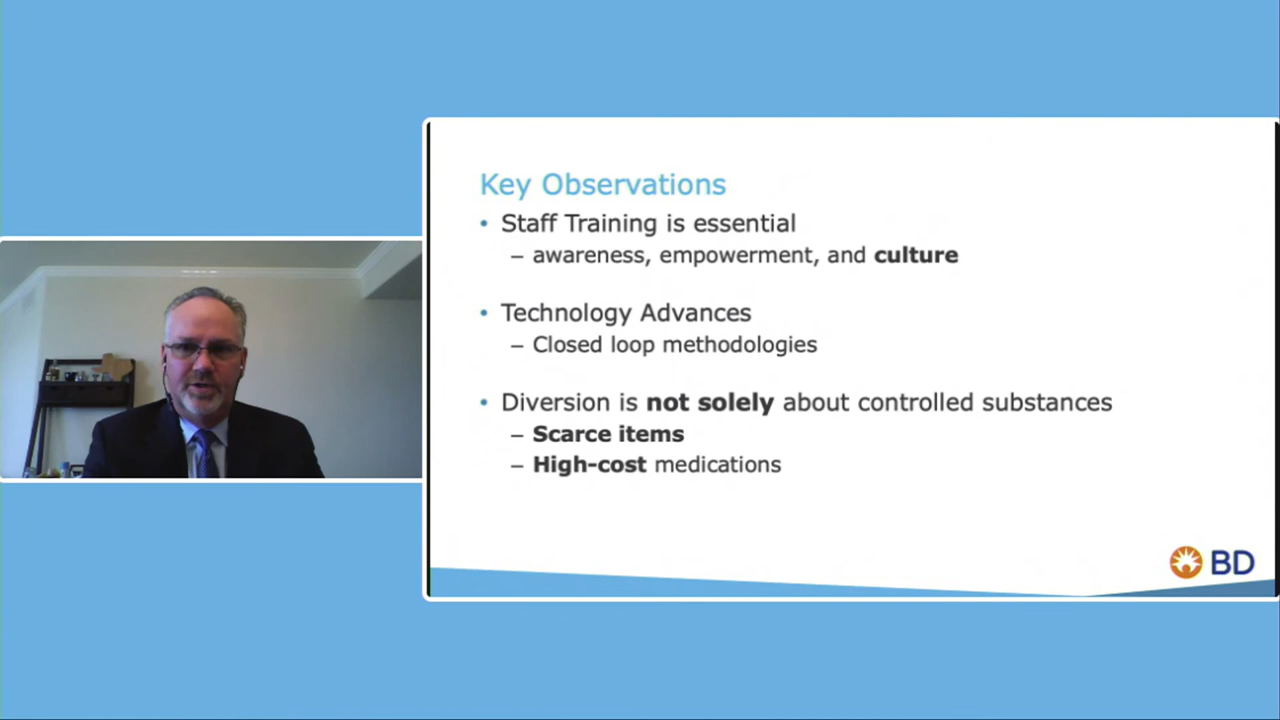 Key Observations
• Staff Training is essential
– awareness, empowerment, and culture
• Technology Advances
– Closed loop methodologies
• Diversion is not solely about controlled substances
– Scarce items
– High-cost medications
BD